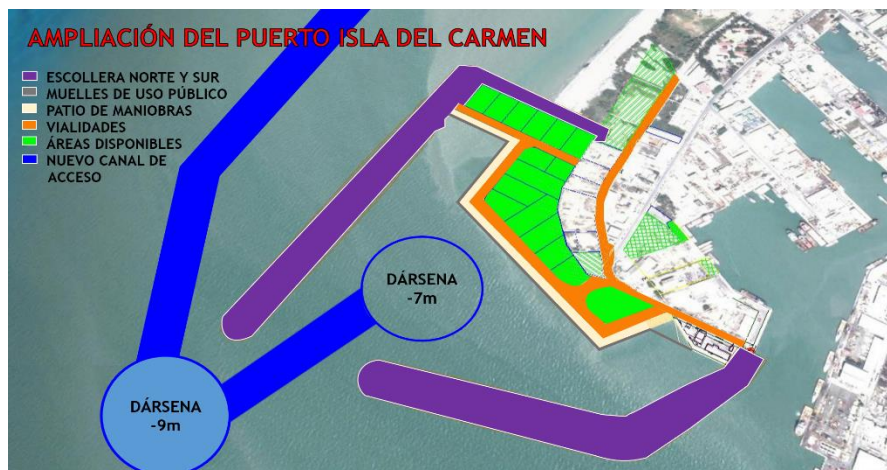 AMPLIACIÓN DEL PUERTO ISLA DEL CARMEN
ESCOLLERA NORTE Y SUR
MUELLES DE USO PÚBLICO
PATIO DE MANIOBRAS
VIALIDADES
ÁREAS DISPONIBLES
NUEVO CANAL DE
ACCESO
DÁRSENA
-7m
DÁRSENA
-9m